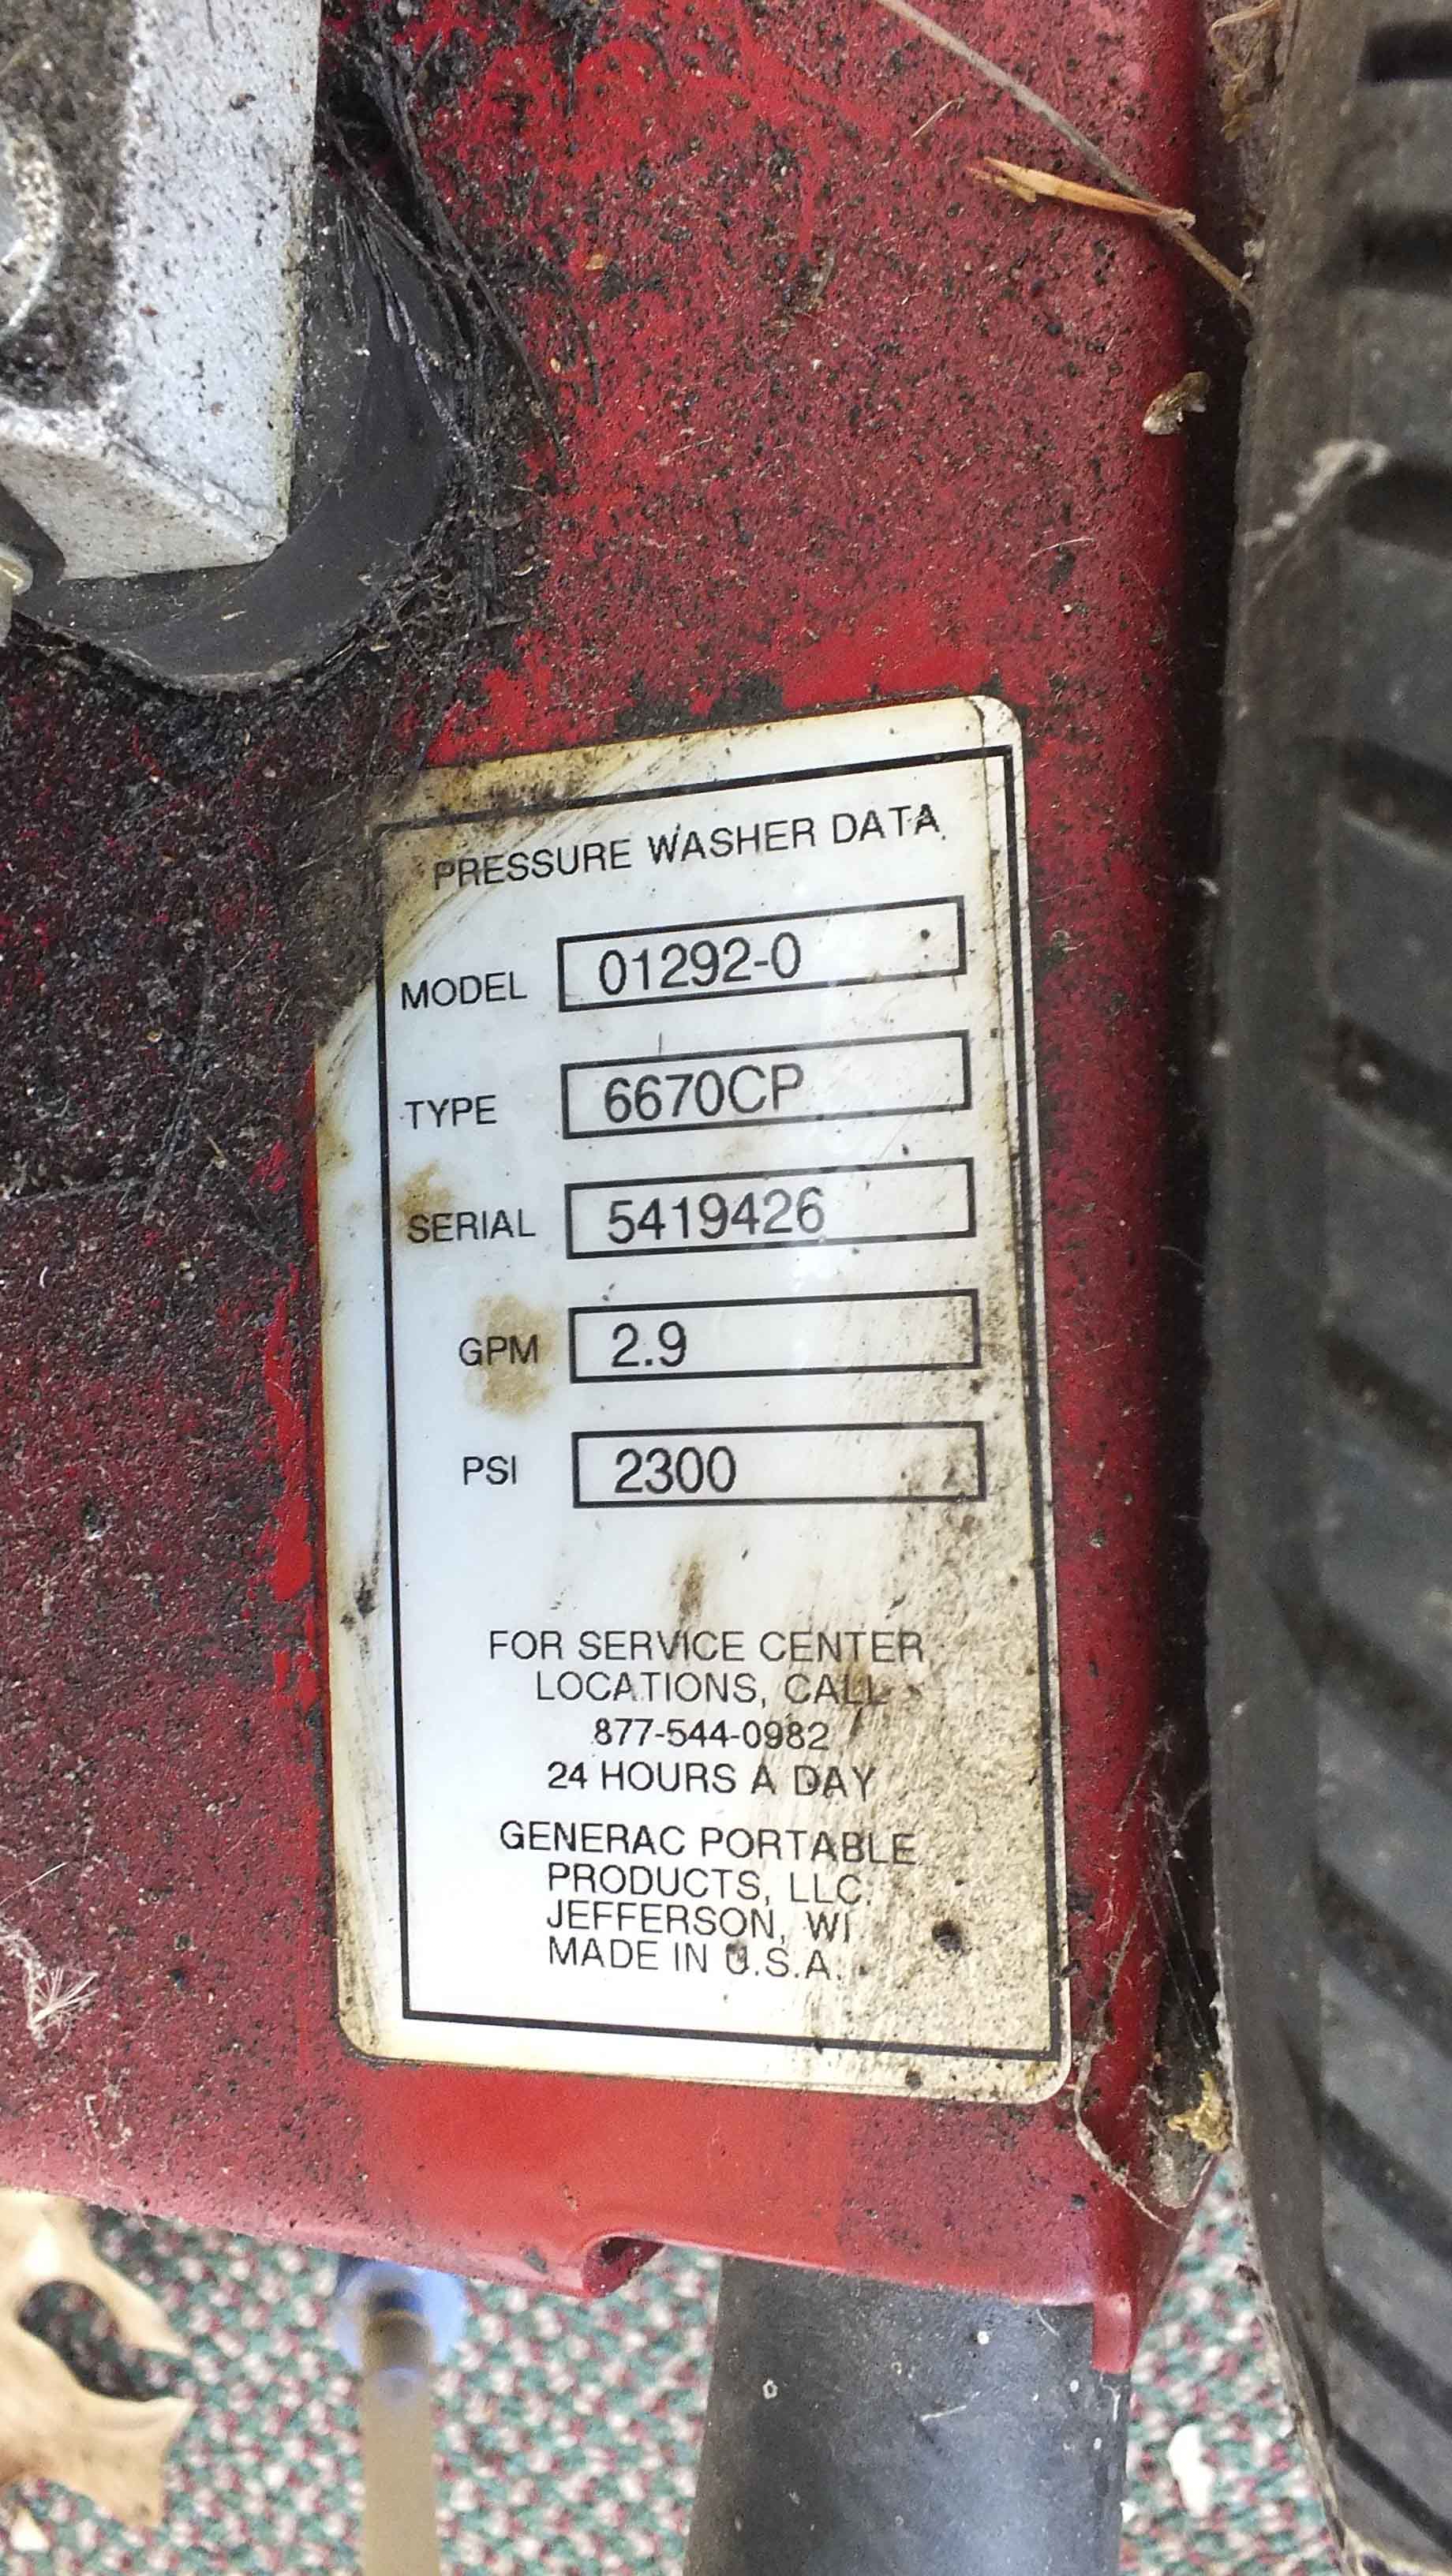 PRESSURE WASHER DATA
MODEL 01292-0
TYPE 6670CP
SERIAL 5419426
GPM 2.9
PSI 2300
FOR SERVICE CENTER
LOCATIONS, CALL
877-544-0982
24 HOURS A DAY
GENERAC PORTABLE
PRODUCTS, LLC.
JEFFERSON, WI
MADE IN U.S.A.